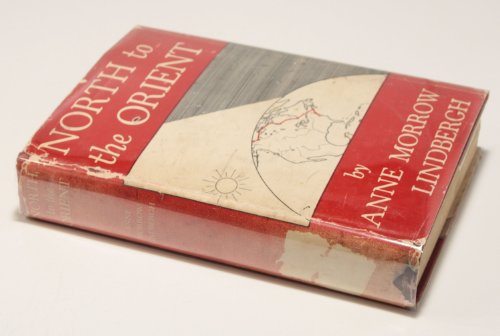 NORTH to
the ORIENT
by
ANNE MORROW
LINDBERGH